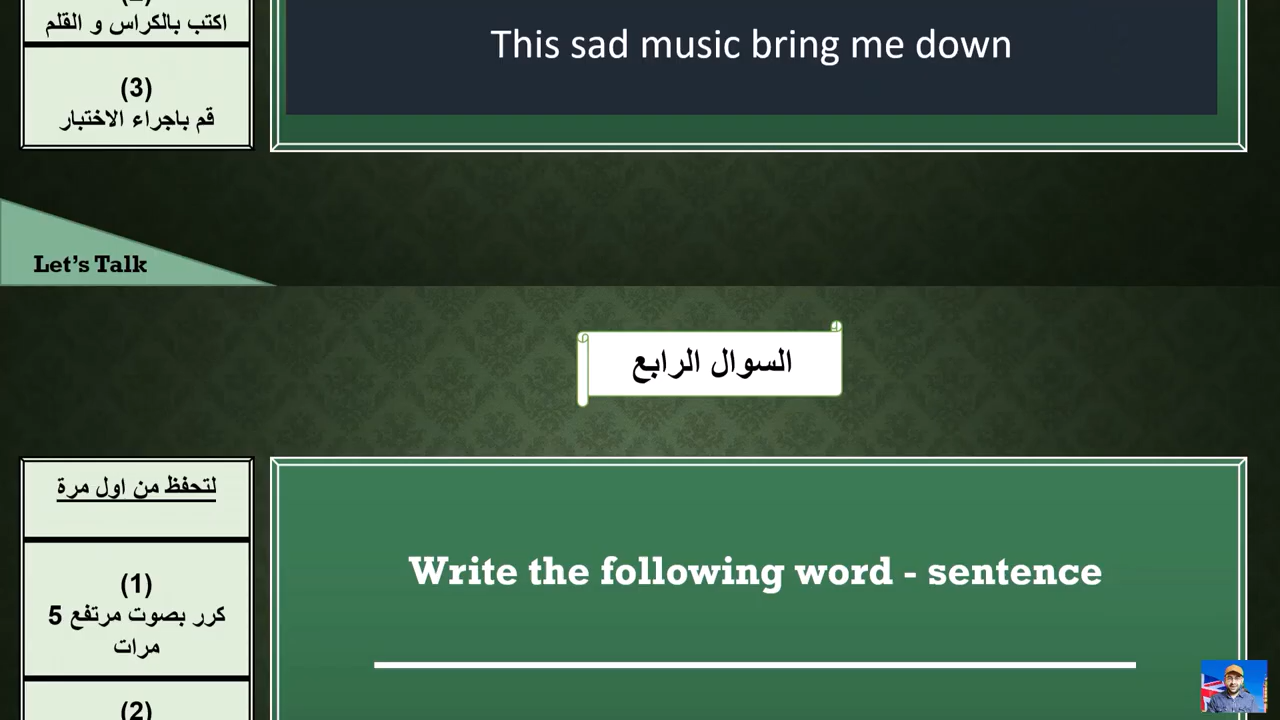 اكتب بالكراس و القلم
(3)
قم باجراء الاختبار
This sad music bring me down
Let's Talk
السوال الرابع
لتحفظ من اول مرة
(1)
كرر بصوت مرتفع 5
مرات
(2)
Write the following word - sentence